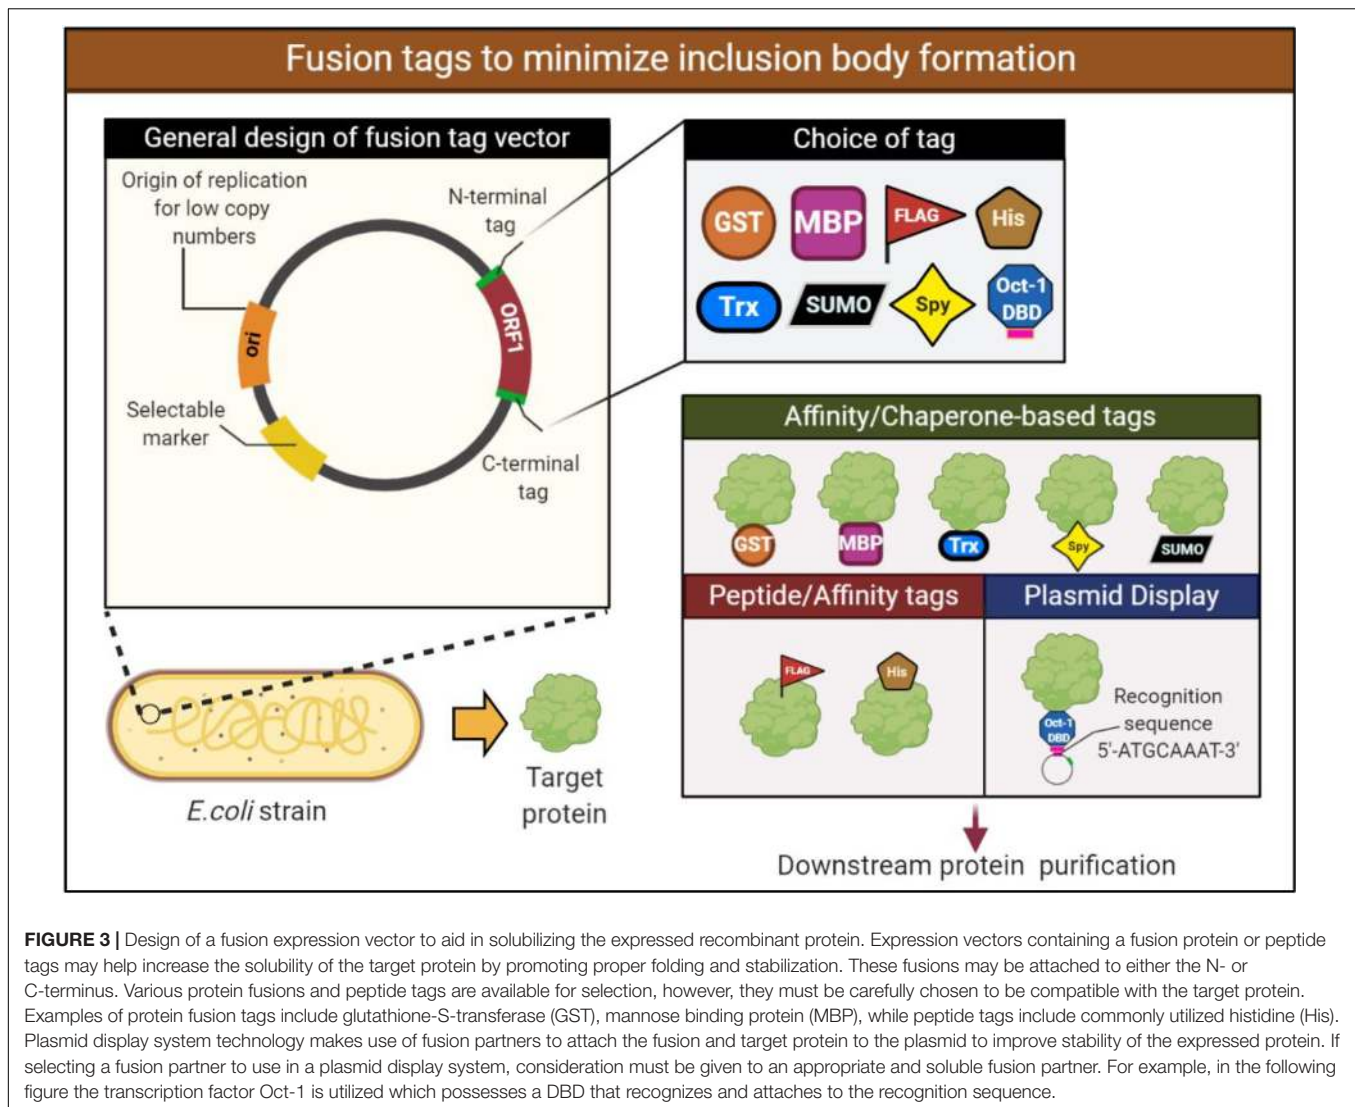 Fusion tags to minimize inclusion body formation
General design of fusion tag vector
Origin of replication
for low copy
numbers
N-terminal
tag
ori
ORF1
Selectable
marker
C-terminal
tag
Choice of tag
GST
MBP
FLAG
His
Trx
SUMO
Spy
Oct-1
DBD
Affinity/Chaperone-based tags
GST
MBP
Trx
Spy
SUMO
Peptide/Affinity tags
FLAG
His
Plasmid Display
Oct-1
DBD
Recognition
sequence
5'-ATGCAAAT-3'
E.coli strain
Target
protein
Downstream protein purification
FIGURE 3 | Design of a fusion expression vector to aid in solubilizing the expressed recombinant protein. Expression vectors containing a fusion protein or peptide
tags may help increase the solubility of the target protein by promoting proper folding and stabilization. These fusions may be attached to either the N- or
C-terminus. Various protein fusions and peptide tags are available for selection, however, they must be carefully chosen to be compatible with the target protein.
Examples of protein fusion tags include glutathione-S-transferase (GST), mannose binding protein (MBP), while peptide tags include commonly utilized histidine (His).
Plasmid display system technology makes use of fusion partners to attach the fusion and target protein to the plasmid to improve stability of the expressed protein. If
selecting a fusion partner to use in a plasmid display system, consideration must be given to an appropriate and soluble fusion partner. For example, in the following
figure the transcription factor Oct-1 is utilized which possesses a DBD that recognizes and attaches to the recognition sequence.